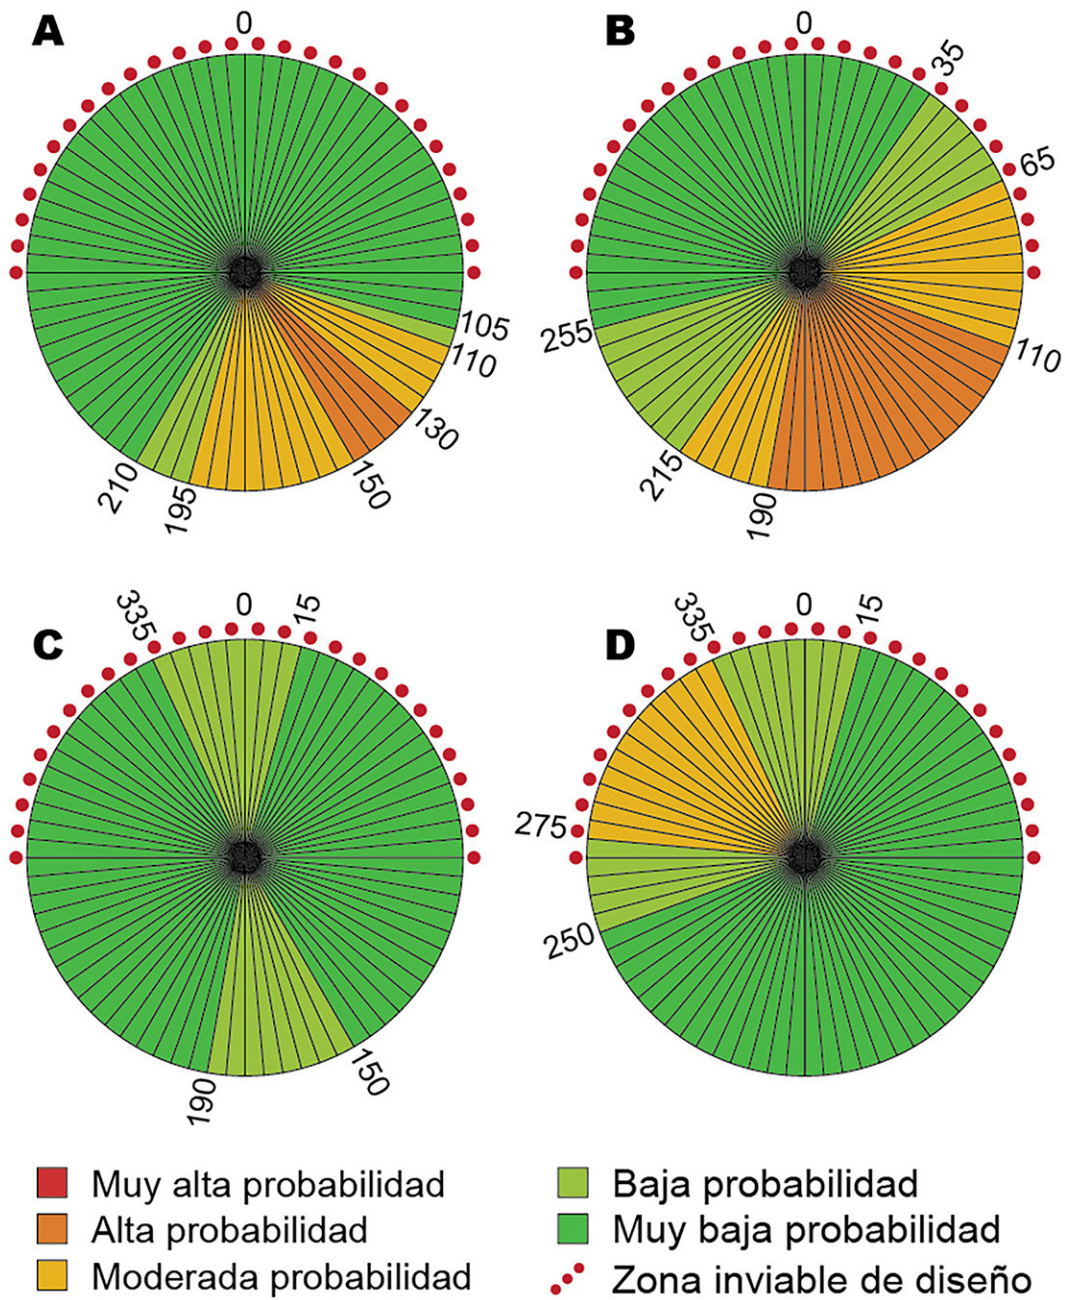 A
0
105
110
130
150
195
210
B
0
35
65
110
190
215
255
C
335
0
15
150
190
D
335
0
15
275
250
Muy alta probabilidad
Alta probabilidad
Moderada probabilidad
Baja probabilidad
Muy baja probabilidad
Zona inviable de diseño